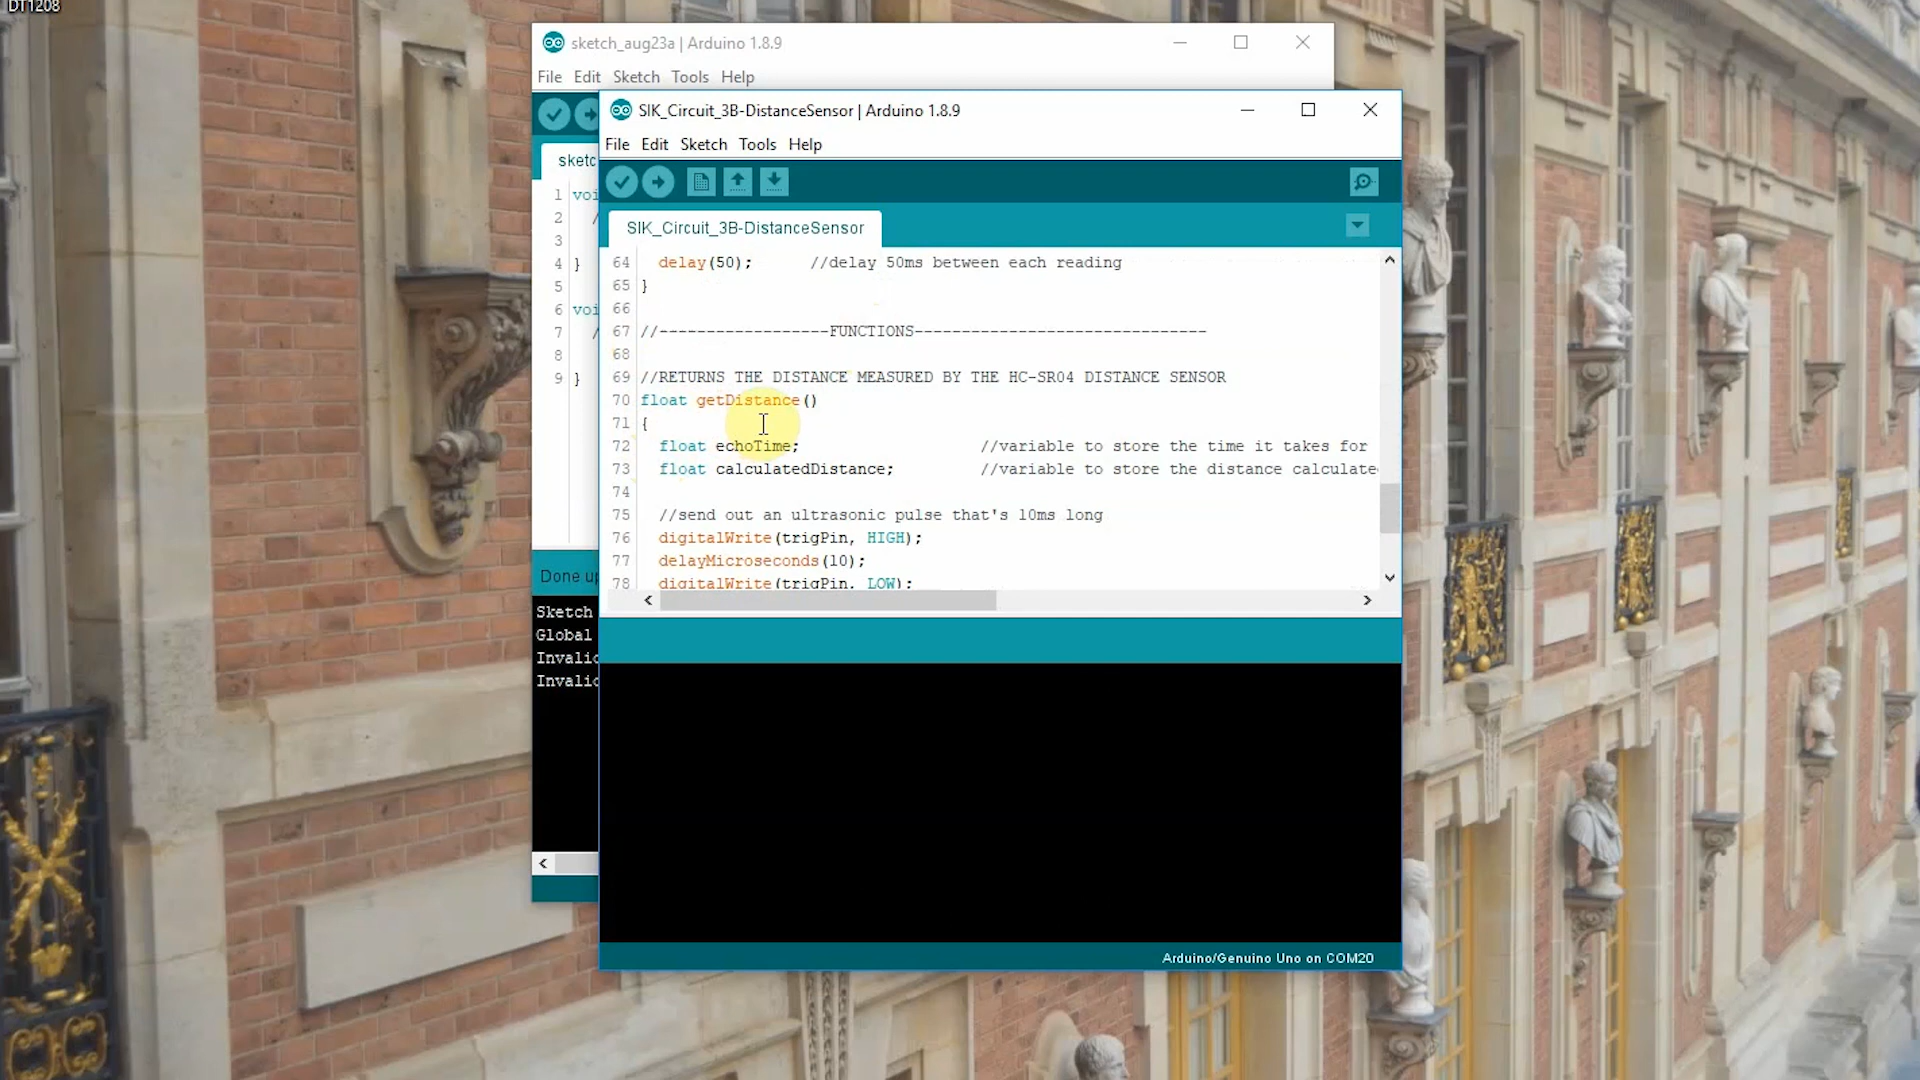 DT1208
sketch_aug23a | Arduino 1.8.9
File Edit Sketch Tools Help
SIK_Circuit_3B-DistanceSensor | Arduino 1.8.9
File Edit Sketch Tools Help
sketc
SIK_Circuit_3B-DistanceSensor
1 voi
2 /
3
4 }
5
6 voi
7 /
8
9 }
64 delay(50); //delay 50ms between each reading
65 }
66
67 //------------------FUNCTIONS-------------------------------
68
69 //RETURNS THE DISTANCE MEASURED BY THE HC-SR04 DISTANCE SENSOR
70 float getDistance()
71 {
72 float echoTime; //variable to store the time it takes for
73 float calculatedDistance; //variable to store the distance calculate
74
75 //send out an ultrasonic pulse that's 10ms long
76 digitalWrite(trigPin, HIGH);
77 delayMicroseconds(10);
78 digitalWrite(trigPin, LOW);
Done up
Sketch
Global
Invalid
Invalid
Arduino/Genuino Uno on COM20